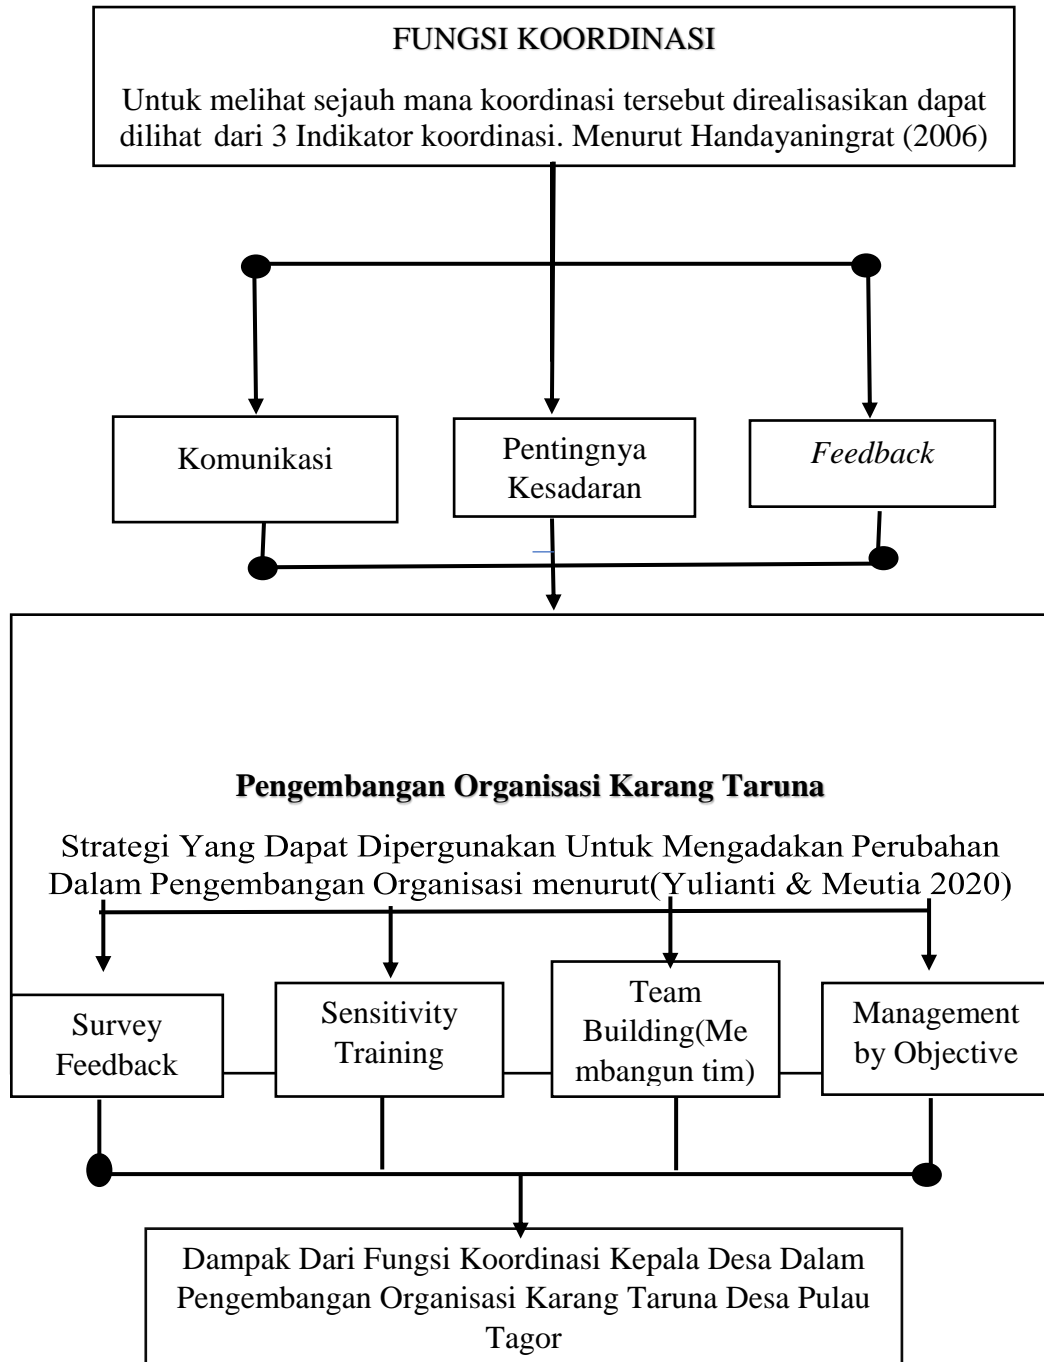 FUNGSI KOORDINASI
Untuk melihat sejauh mana koordinasi tersebut direalisasikan dapat
dilihat dari 3 Indikator koordinasi. Menurut Handayaningrat (2006)
Komunikasi
Pentingnya
Kesadaran
Feedback
Pengembangan Organisasi Karang Taruna
Strategi Yang Dapat Dipergunakan Untuk Mengadakan Perubahan
Dalam Pengembangan Organisasi menurut(Yulianti & Meutia 2020)
Survey
Feedback
Sensitivity
Training
Team
Building(Me
mbangun tim)
Management
by Objective
Dampak Dari Fungsi Koordinasi Kepala Desa Dalam
Pengembangan Organisasi Karang Taruna Desa Pulau
Tagor